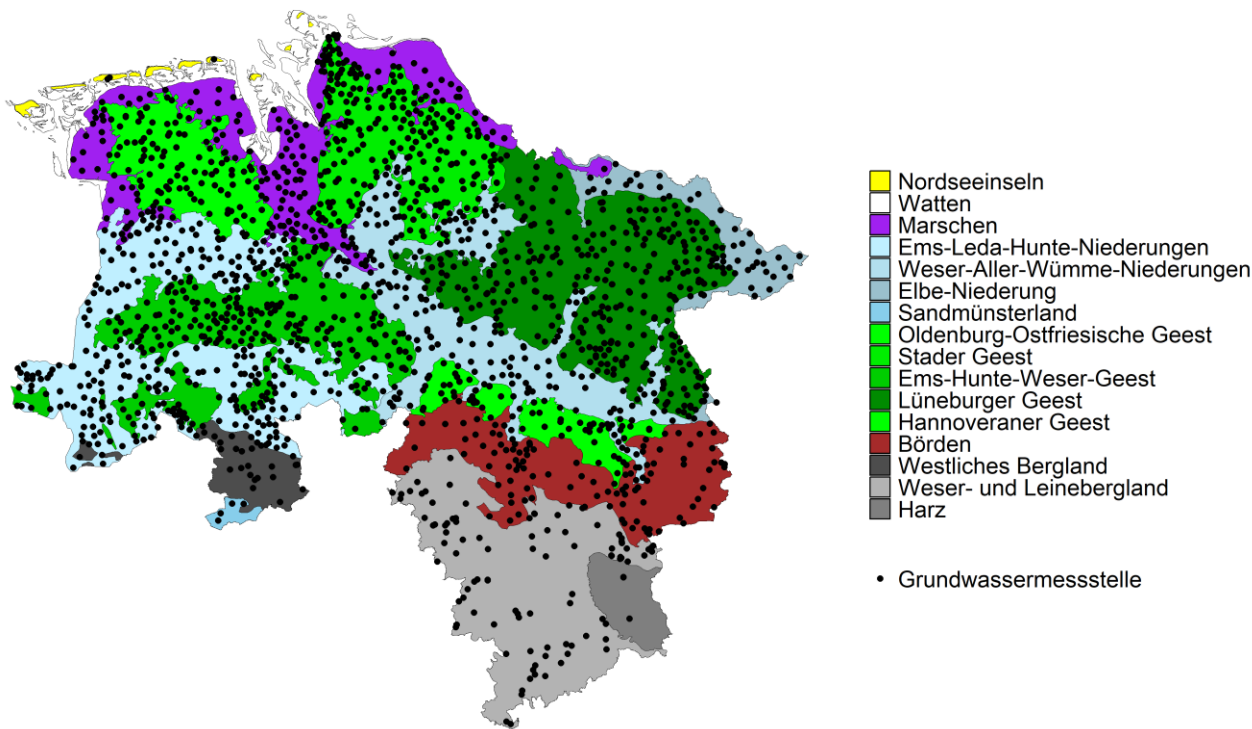 Nordseeinseln
Watten
Marschen
Ems-Leda-Hunte-Niederungen
Weser-Aller-Wümme-Niederungen
Elbe-Niederung
Sandmünsterland
Oldenburg-Ostfriesische Geest
Stader Geest
Ems-Hunte-Weser-Geest
Lüneburger Geest
Hannoveraner Geest
Börden
Westliches Bergland
Weser- und Leinebergland
Harz
Grundwassermessstelle